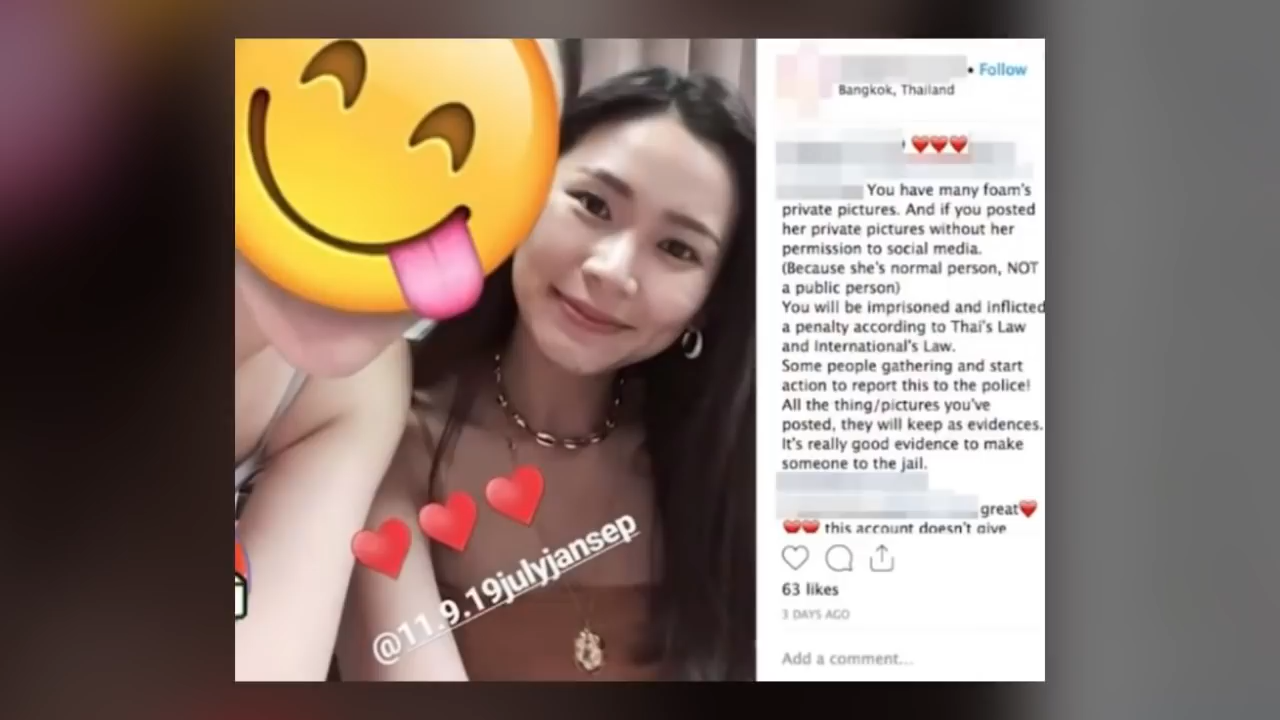 • Follow
Bangkok, Thailand
You have many foam's
private pictures. And if you posted
her private pictures without her
permission to social media.
(Because she's normal person, NOT
a public person)
You will be imprisoned and inflicted
a penalty according to Thai's Law
and International's Law.
Some people gathering and start
action to report this to the police!
All the thing/pictures you've
posted, they will keep as evidences.
It's really good evidence to make
someone to the jail.
great
this account doesn't give
63 likes
3 DAYS AGO
Add a comment...
@11.9.19julyjansep